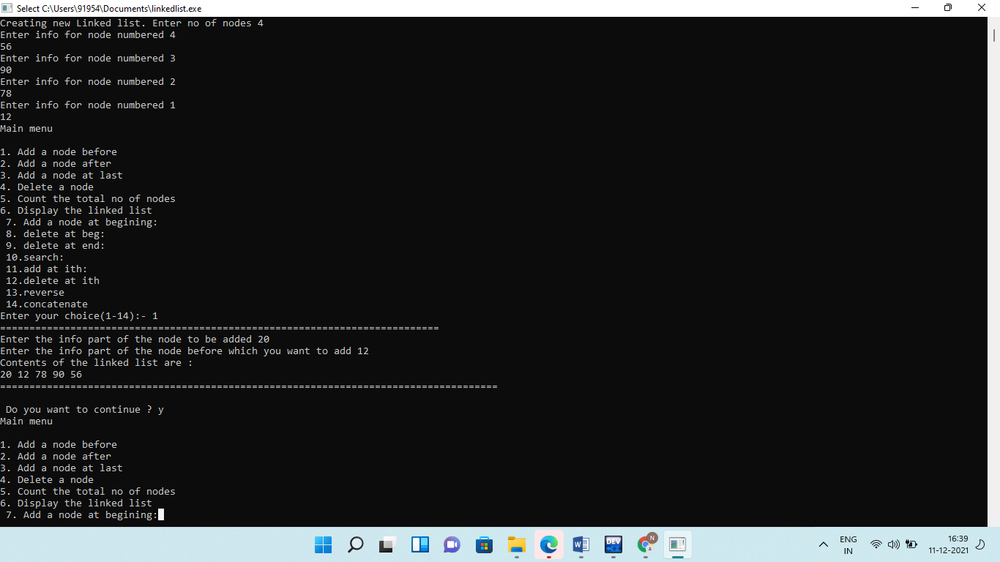 Select C:\Users\91954\Documents\linkedlist.exe
Creating new Linked list. Enter no of nodes 4
Enter info for node numbered 4
56
Enter info for node numbered 3
90
Enter info for node numbered 2
78
Enter info for node numbered 1
12
Main menu
1. Add a node before
2. Add a node after
3. Add a node at last
4. Delete a node
5. Count the total no of nodes
6. Display the linked list
7. Add a node at begining:
8. delete at beg:
9. delete at end:
10.search:
11.add at ith:
12.delete at ith
13.reverse
14.concatenate
Enter your choice(1-14):- 1
===========================================================================
Enter the info part of the node to be added 20
Enter the info part of the node before which you want to add 12
Contents of the linked list are :
20 12 78 90 56
=====================================================================================
Do you want to continue ? y
Main menu
1. Add a node before
2. Add a node after
3. Add a node at last
4. Delete a node
5. Count the total no of nodes
6. Display the linked list
7. Add a node at begining:
W
DEV
N
ENG
IN
16:39
11-12-2021